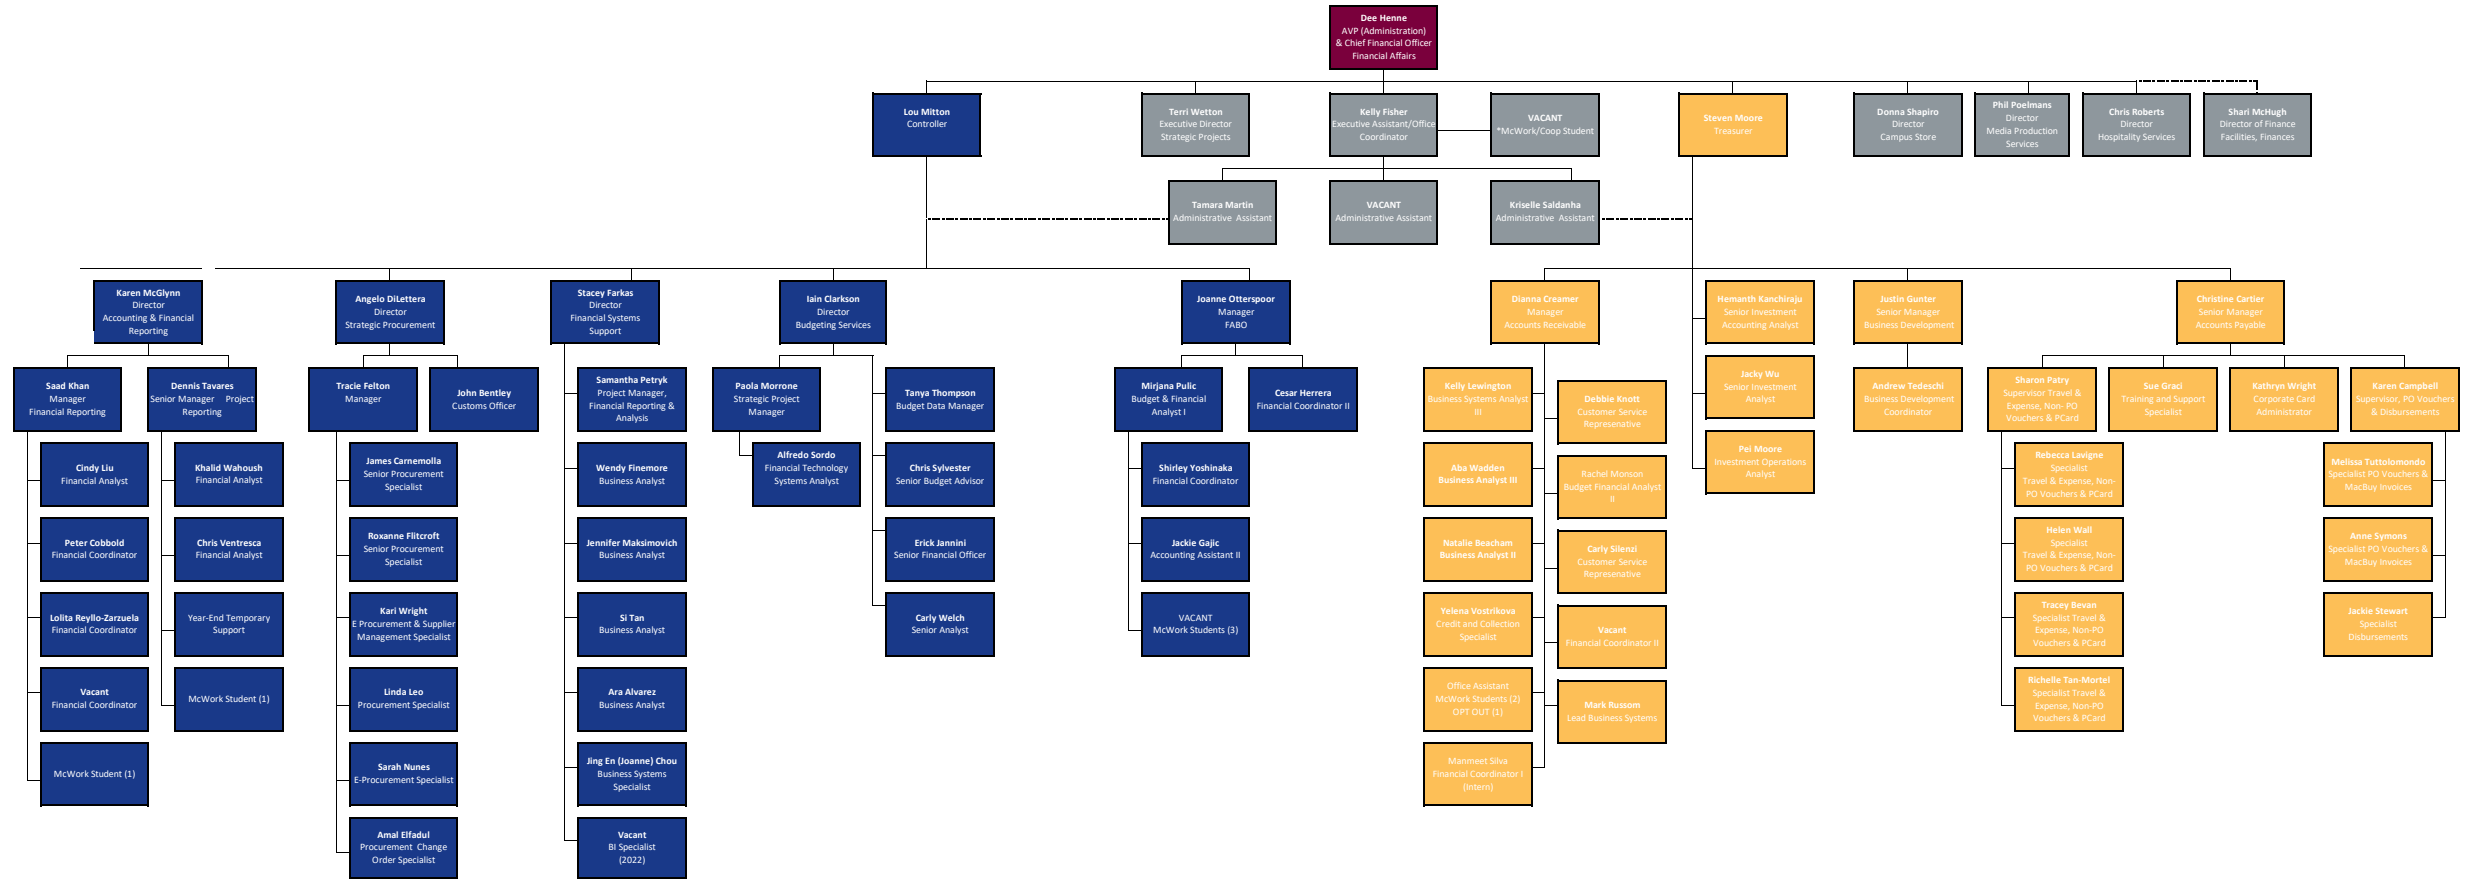 Dee Henne
AVP (Administration)
& Chief Financial Officer
Financial Affairs
Lou Mitton
Controller
Terri Wetton
Executive Director
Strategic Projects
Kelly Fisher
Executive Assistant/Office
Coordinator
VACANT
*McWork/Coop Student
Steven Moore
Treasurer
Donna Shapiro
Director
Campus Store
Phil Poelmans
Director
Media Production
Services
Chris Roberts
Director
Hospitality Services
Shari McHugh
Director of Finance
Facilities, Finances
Tamara Martin
Administrative Assistant
VACANT
Administrative Assistant
Kriselle Saldanha
Administrative Assistant
Karen McGlynn
Director
Accounting & Financial
Reporting
Angelo DiLettera
Director
Strategic Procurement
Stacey Farkas
Director
Financial Systems
Support
Iain Clarkson
Director
Budgeting Services
Joanne Otterspoor
Manager
FABO
Dianna Creamer
Manager
Accounts Receivable
Hemanth Kanchiraju
Senior Investment
Accounting Analyst
Justin Gunter
Senior Manager
Business Development
Christine Cartier
Senior Manager
Accounts Payable
Saad Khan
Manager
Financial Reporting
Dennis Tavares
Senior Manager Project
Reporting
Tracie Felton
Manager
John Bentley
Customs Officer
Samantha Petryk
Project Manager,
Financial Reporting &
Analysis
Paola Morrone
Strategic Project
Manager
Tanya Thompson
Budget Data Manager
Mirjana Pulic
Budget & Financial
Analyst I
Cesar Herrera
Financial Coordinator II
Kelly Lewington
Business Systems Analyst
III
Debbie Knott
Customer Service
Represenative
Jacky Wu
Senior Investment
Analyst
Andrew Tedeschi
Business Development
Coordinator
Sharon Patry
Supervisor Travel &
Expense, Non- PO
Vouchers & PCard
Sue Graci
Training and Support
Specialist
Kathryn Wright
Corporate Card
Administrator
Karen Campbell
Supervisor, PO Vouchers
& Disbursements
Cindy Liu
Financial Analyst
Khalid Wahoush
Financial Analyst
James Carnemolla
Senior Procurement
Specialist
Wendy Finemore
Business Analyst
Alfredo Sordo
Financial Technology
Systems Analyst
Chris Sylvester
Senior Budget Advisor
Shirley Yoshinaka
Financial Coordinator
Aba Wadden
Business Analyst III
Rachel Monson
Budget Financial Analyst
II
Pei Moore
Investment Operations
Analyst
Rebecca Lavigne
Specialist
Travel & Expense, Non-
PO Vouchers & PCard
Melissa Tuttolomondo
Specialist PO Vouchers &
MacBuy Invoices
Peter Cobbold
Financial Coordinator
Chris Ventresca
Financial Analyst
Roxanne Flitcroft
Senior Procurement
Specialist
Jennifer Maksimovich
Business Analyst
Erick Jannini
Senior Financial Officer
Jackie Gajic
Accounting Assistant II
Natalie Beacham
Business Analyst II
Carly Silenzi
Customer Service
Represenative
Helen Wall
Specialist
Travel & Expense, Non-
PO Vouchers & PCard
Anne Symons
Specialist PO Vouchers &
MacBuy Invoices
Lolita Reyllo-Zarzuela
Financial Coordinator
Year-End Temporary
Support
Kari Wright
E Procurement & Supplier
Management Specialist
Si Tan
Business Analyst
Carly Welch
Senior Analyst
VACANT
McWork Students (3)
Yelena Vostrikova
Credit and Collection
Specialist
Vacant
Financial Coordinator II
Tracey Bevan
Specialist Travel &
Expense, Non-PO
Vouchers & PCard
Jackie Stewart
Specialist
Disbursements
Vacant
Financial Coordinator
McWork Student (1)
Linda Leo
Procurement Specialist
Ara Alvarez
Business Analyst
Office Assistant
McWork Students (2)
OPT OUT (1)
Mark Russom
Lead Business Systems
Richelle Tan-Mortel
Specialist Travel &
Expense, Non-PO
Vouchers & PCard
McWork Student (1)
Sarah Nunes
E-Procurement Specialist
Jing En (Joanne) Chou
Business Systems
Specialist
Manmeet Silva
Financial Coordinator I
(Intern)
Amal Elfadul
Procurement Change
Order Specialist
Vacant
BI Specialist
(2022)